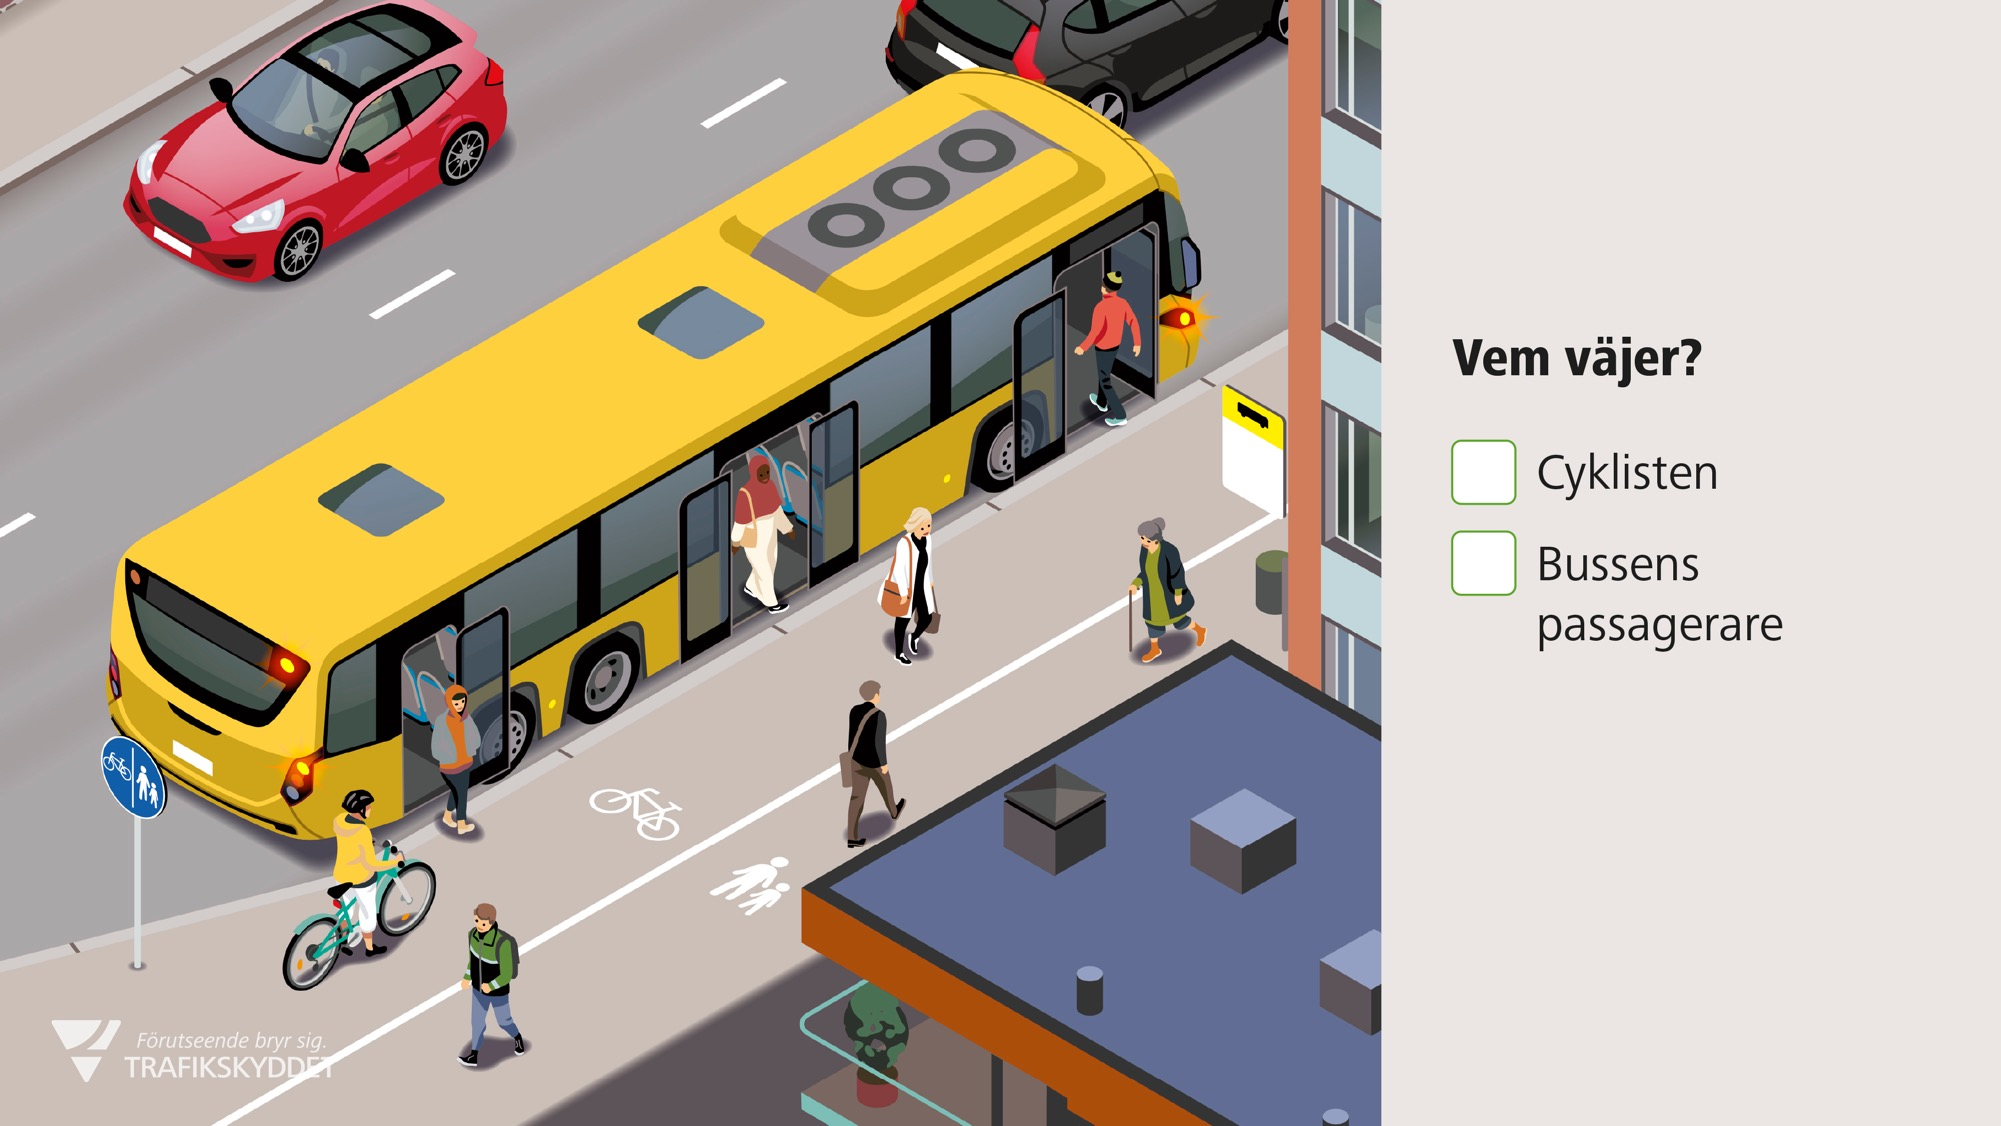 Vem väjer?
Cyklisten
Bussens
passagerare
Förutseende bryr sig.
TRAFIKSKYDDET